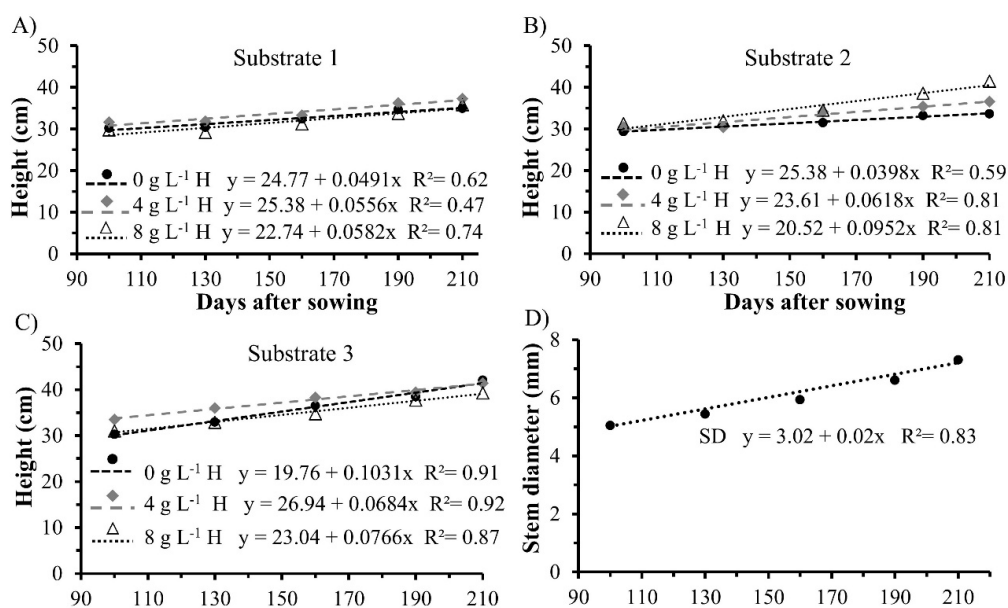 A)
Substrate 1
Height (cm)
50
40
30
20
10
0
0 g L⁻¹ H y = 24.77 + 0.0491x R²= 0.62
4 g L⁻¹ H y = 25.38 + 0.0556x R²= 0.47
8 g L⁻¹ H y = 22.74 + 0.0582x R²= 0.74
90 110 130 150 170 190 210
Days after sowing
B)
Substrate 2
Height (cm)
50
40
30
20
10
0
0 g L⁻¹ H y = 25.38 + 0.0398x R²= 0.59
4 g L⁻¹ H y = 23.61 + 0.0618x R²= 0.81
8 g L⁻¹ H y = 20.52 + 0.0952x R²= 0.81
90 110 130 150 170 190 210
Days after sowing
C)
Substrate 3
Height (cm)
50
40
30
20
10
0
0 g L⁻¹ H y = 19.76 + 0.1031x R²= 0.91
4 g L⁻¹ H y = 26.94 + 0.0684x R²= 0.92
8 g L⁻¹ H y = 23.04 + 0.0766x R²= 0.87
90 110 130 150 170 190 210
D)
Stem diameter (mm)
8
6
4
2
0
SD y = 3.02 + 0.02x R²= 0.83
90 110 130 150 170 190 210